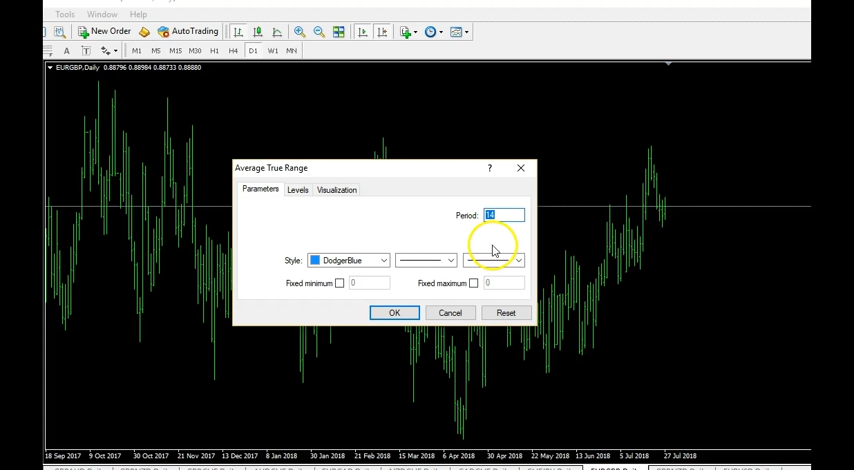 Tools Window Help
New Order AutoTrading
A T M1 M5 M15 M30 H1 H4 D1 W1 MN
EURGBP,Daily 0.88796 0.88984 0.88733 0.88880
Average True Range ? 
Parameters Levels Visualization
Period: 14
Style: DodgerBlue
Fixed minimum 0 Fixed maximum 0
OK Cancel Reset
18 Sep 2017 9 Oct 2017 30 Oct 2017 21 Nov 2017 13 Dec 2017 8 Jan 2018 30 Jan 2018 21 Feb 2018 15 Mar 2018 6 Apr 2018 30 Apr 2018 22 May 2018 13 Jun 2018 5 Jul 2018 27 Jul 2018